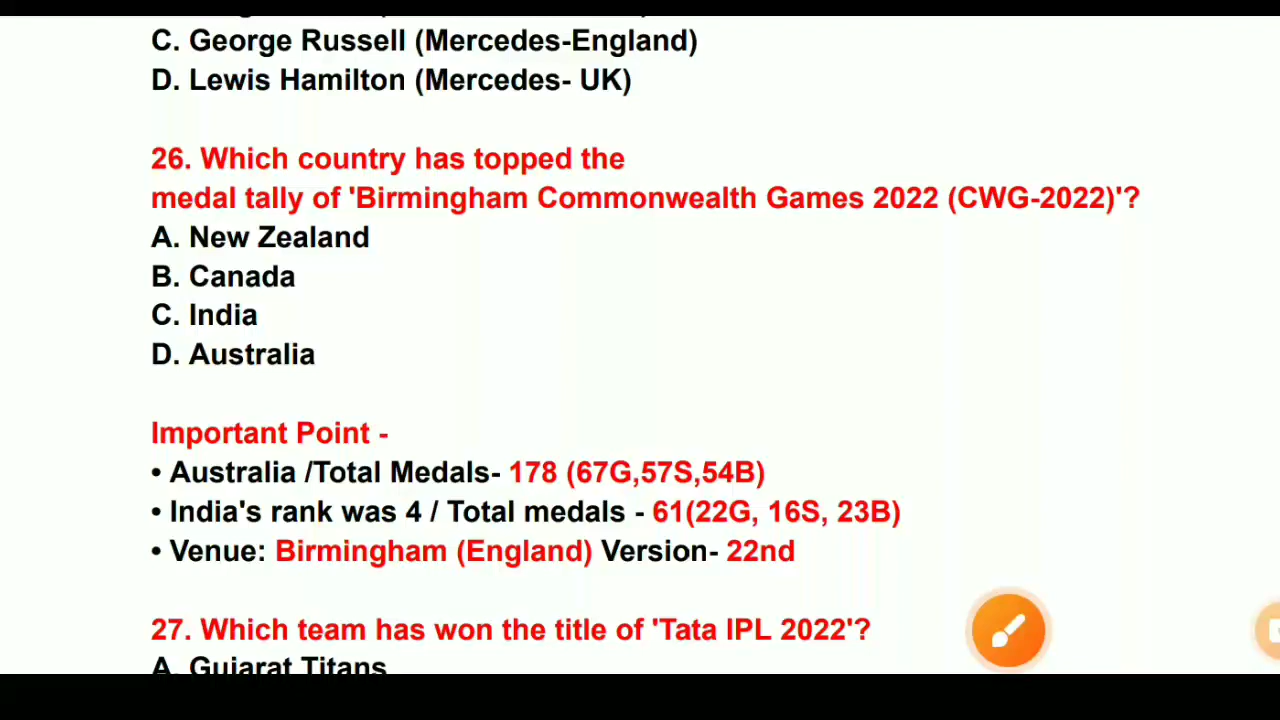 C. George Russell (Mercedes-England)
D. Lewis Hamilton (Mercedes- UK)
26. Which country has topped the
medal tally of 'Birmingham Commonwealth Games 2022 (CWG-2022)'?
A. New Zealand
B. Canada
C. India
D. Australia
Important Point -
• Australia /Total Medals- 178 (67G,57S,54B)
• India's rank was 4 / Total medals - 61(22G, 16S, 23B)
• Venue: Birmingham (England) Version- 22nd
27. Which team has won the title of 'Tata IPL 2022'?
A. Gujarat Titans